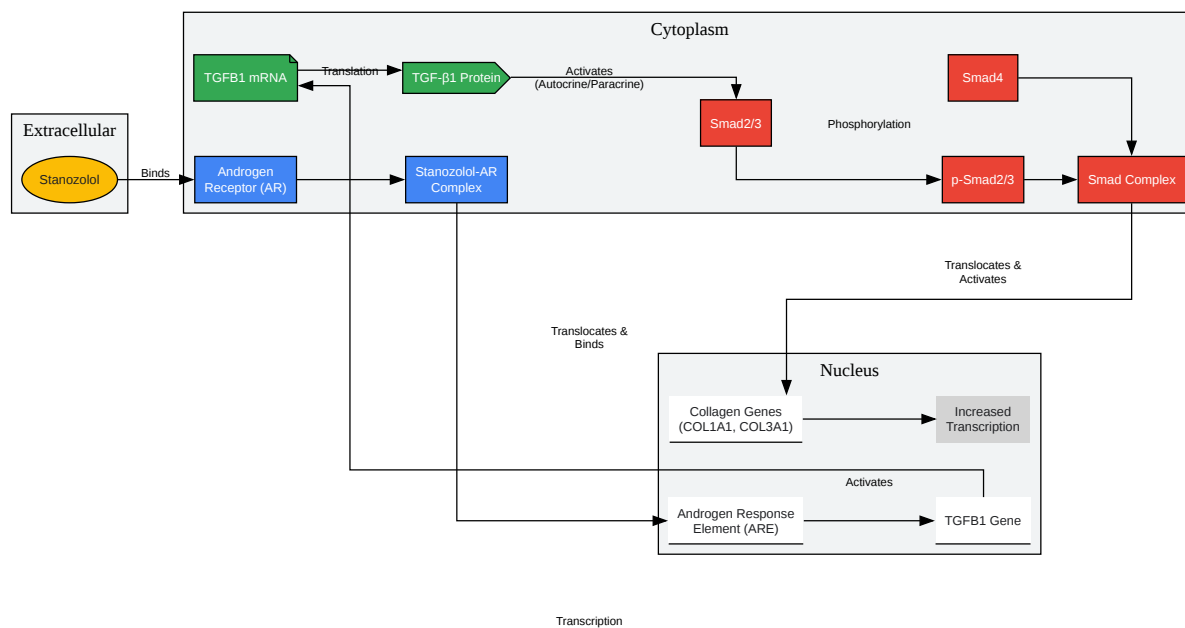 Cytoplasm
TGFB1 mRNA
Translation
TGF-β1 Protein
Activates
(Autocrine/Paracrine)
Smad4
Smad2/3
Phosphorylation
Extracellular
Stanozolol
Binds
Androgen
Receptor (AR)
Stanozolol-AR
Complex
p-Smad2/3
Smad Complex
Translocates &
Activates
Translocates &
Binds
Nucleus
Collagen Genes
(COL1A1, COL3A1)
Increased
Transcription
Activates
Androgen Response
Element (ARE)
TGFB1 Gene
Transcription